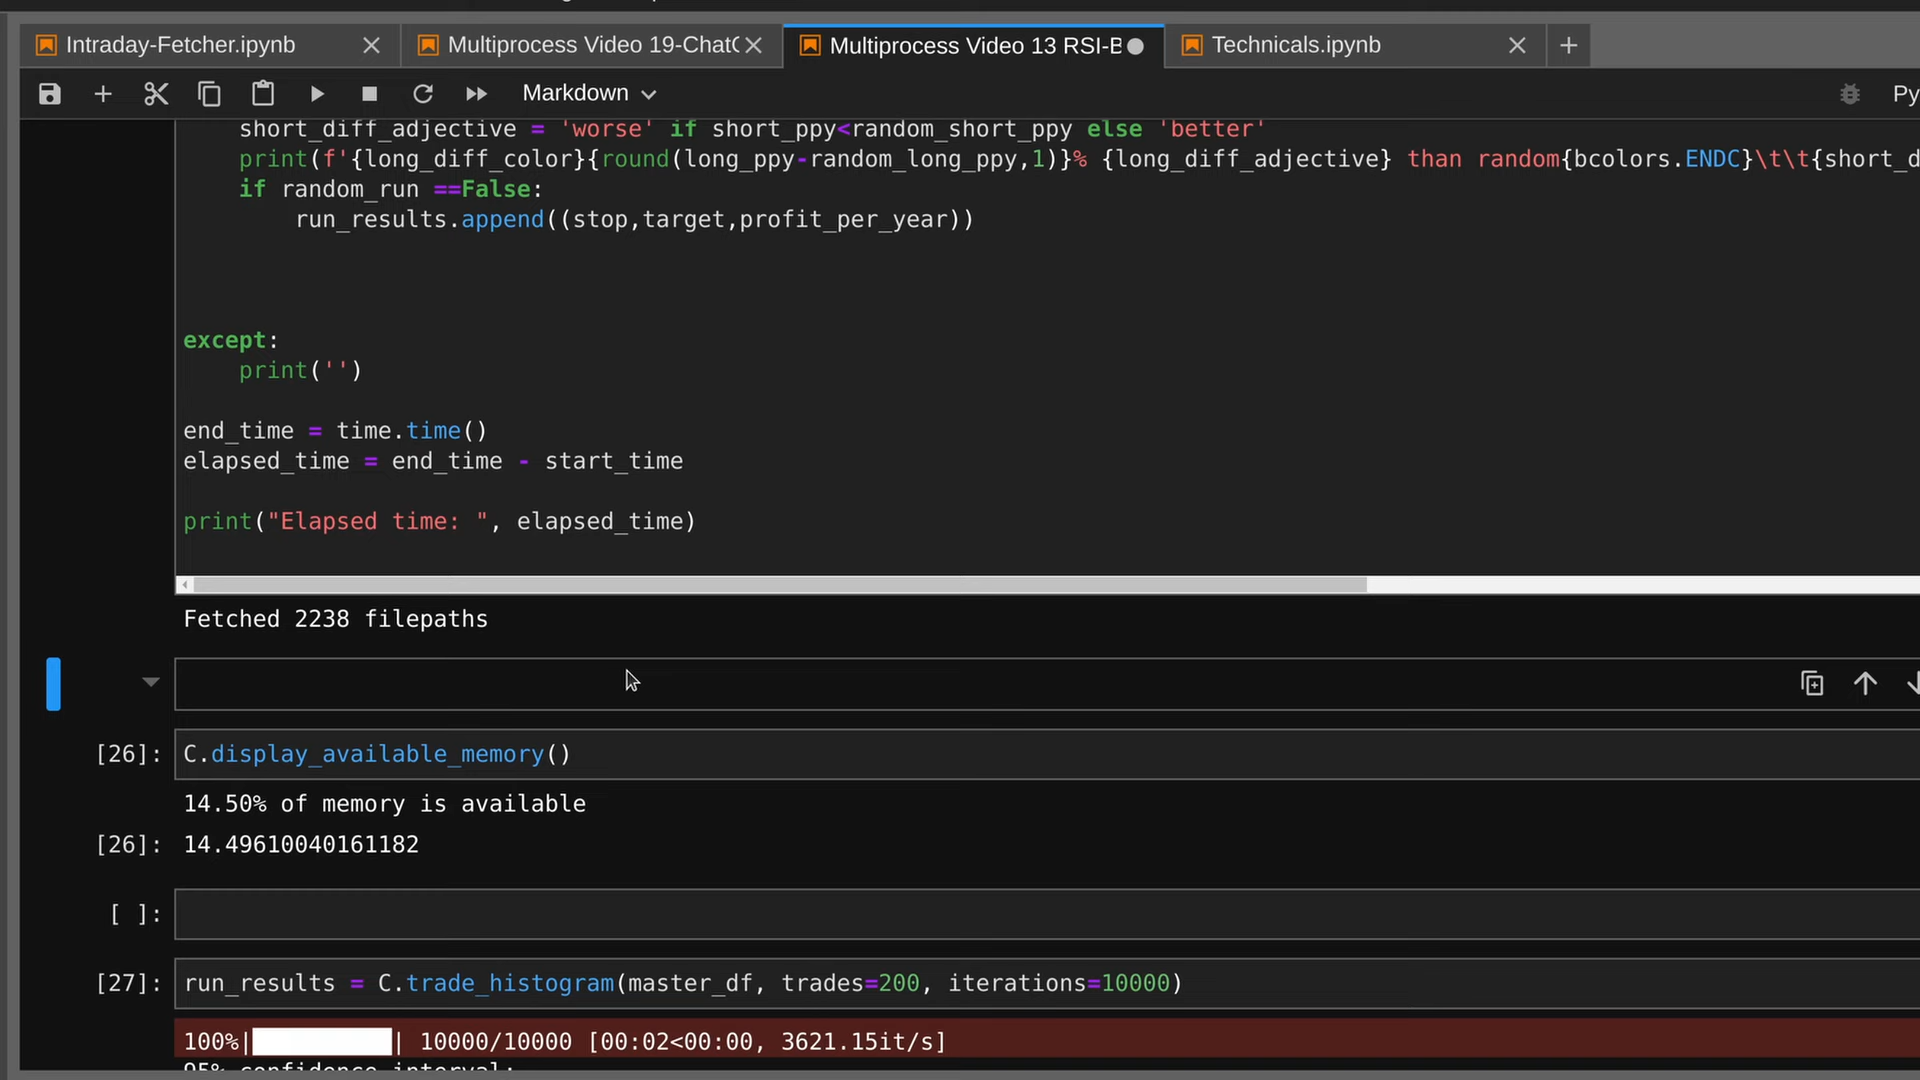 Intraday-Fetcher.ipynb
Multiprocess Video 19-Chat
Multiprocess Video 13 RSI-B
Technicals.ipynb
Markdown
Py
short_diff_adjective = 'worse' if short_ppy<random_short_ppy else 'better'
print(f'{long_diff_color}{round(long_ppy-random_long_ppy,1)}% {long_diff_adjective} than random{bcolors.ENDC}\t\t{short_d
if random_run ==False:
run_results.append((stop,target,profit_per_year))
except:
print('')
end_time = time.time()
elapsed_time = end_time - start_time
print("Elapsed time: ", elapsed_time)
Fetched 2238 filepaths
[26]: C.display_available_memory()
14.50% of memory is available
[26]: 14.49610040161182
[ ]:
[27]: run_results = C.trade_histogram(master_df, trades=200, iterations=10000)
100%| | 10000/10000 [00:02<00:00, 3621.15it/s]
95% confidence interval: